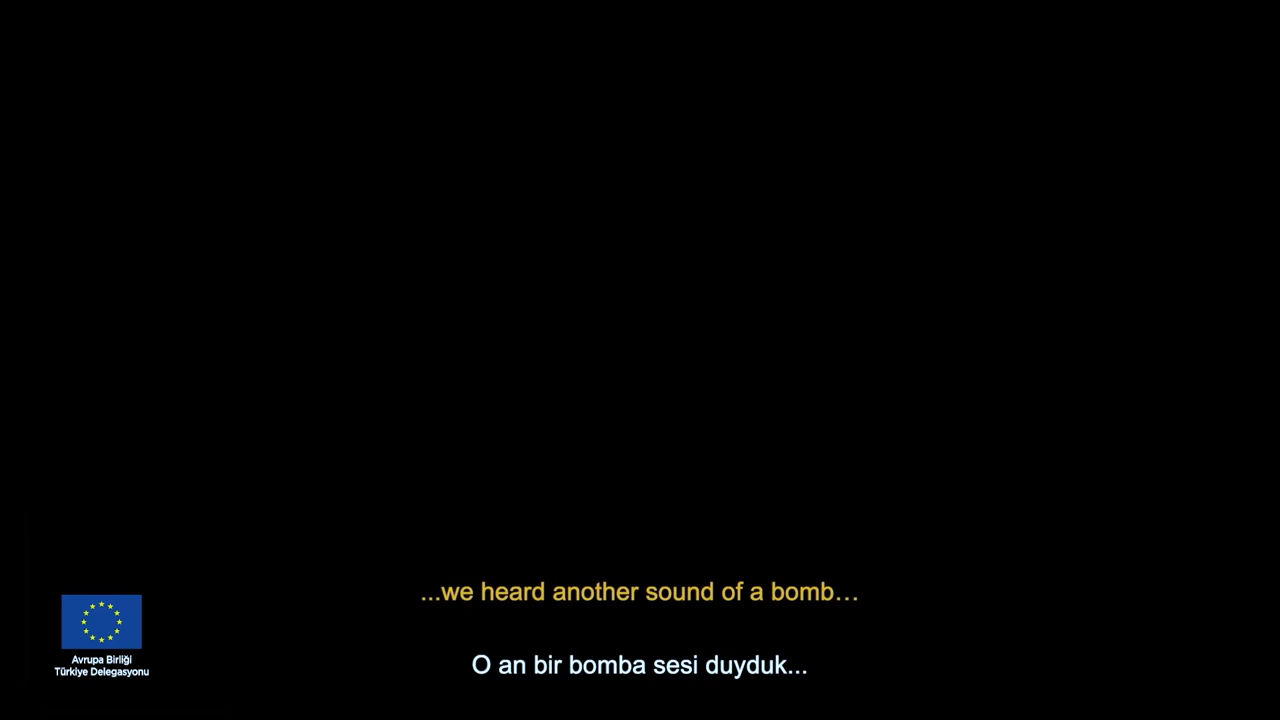 ...we heard another sound of a bomb…
O an bir bomba sesi duyduk...
Avrupa Birliği
Türkiye Delegasyonu